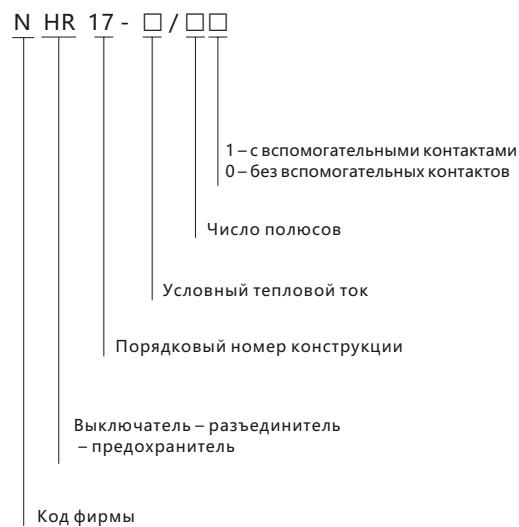 N HR 17 - □ / □□
1 – с вспомогательными контактами
0 – без вспомогательных контактов
Число полюсов
Условный тепловой ток
Порядковый номер конструкции
Выключатель – разъединитель
– предохранитель
Код фирмы